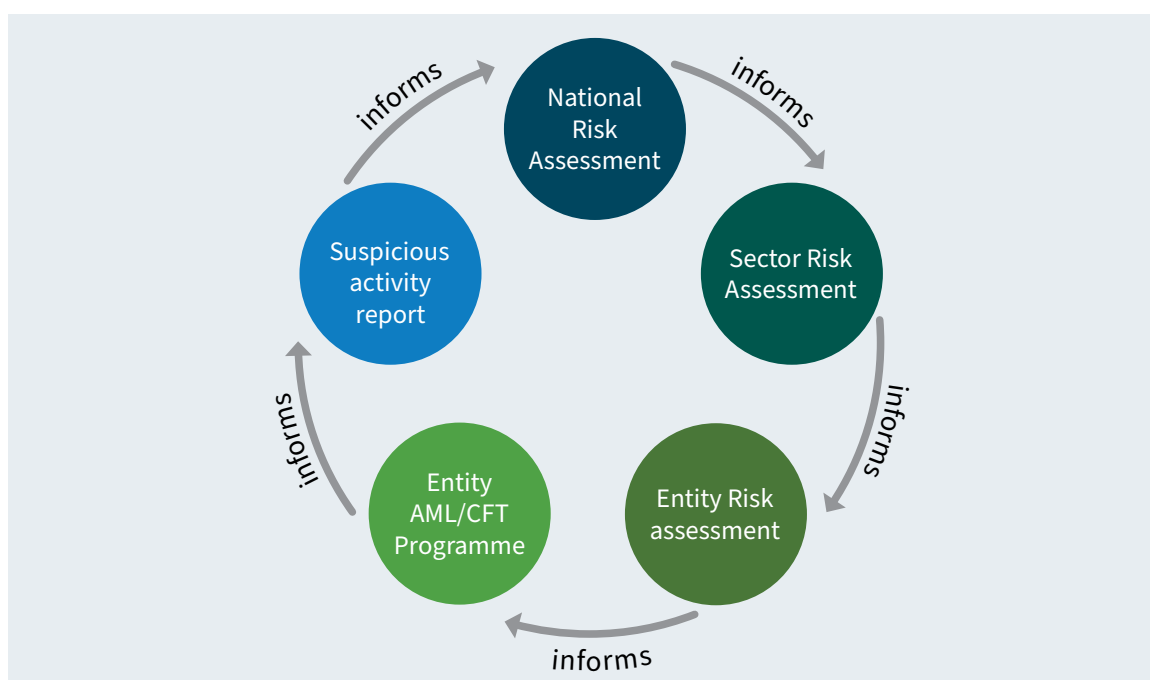 National
Risk
Assessment
informs
Sector Risk
Assessment
informs
Entity Risk
assessment
informs
Entity
AML/CFT
Programme
informs
Suspicious
activity
report
informs